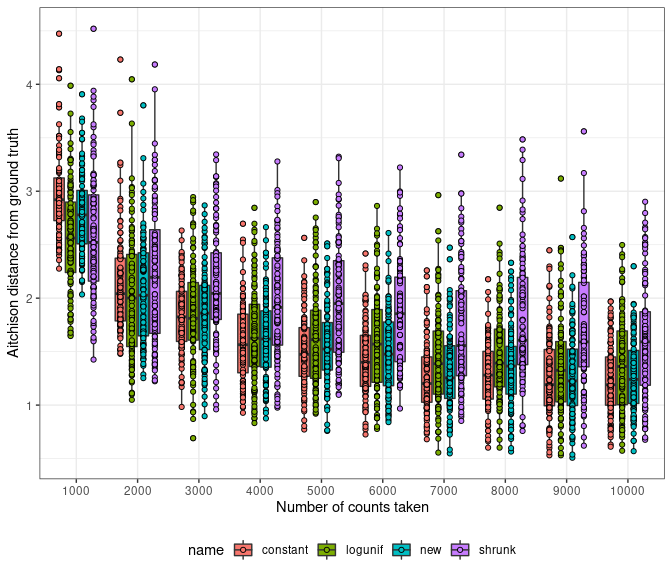 Aitchison distance from ground truth
4
3
2
1
1000 2000 3000 4000 5000 6000 7000 8000 9000 10000
Number of counts taken
name constant logunif new shrunk